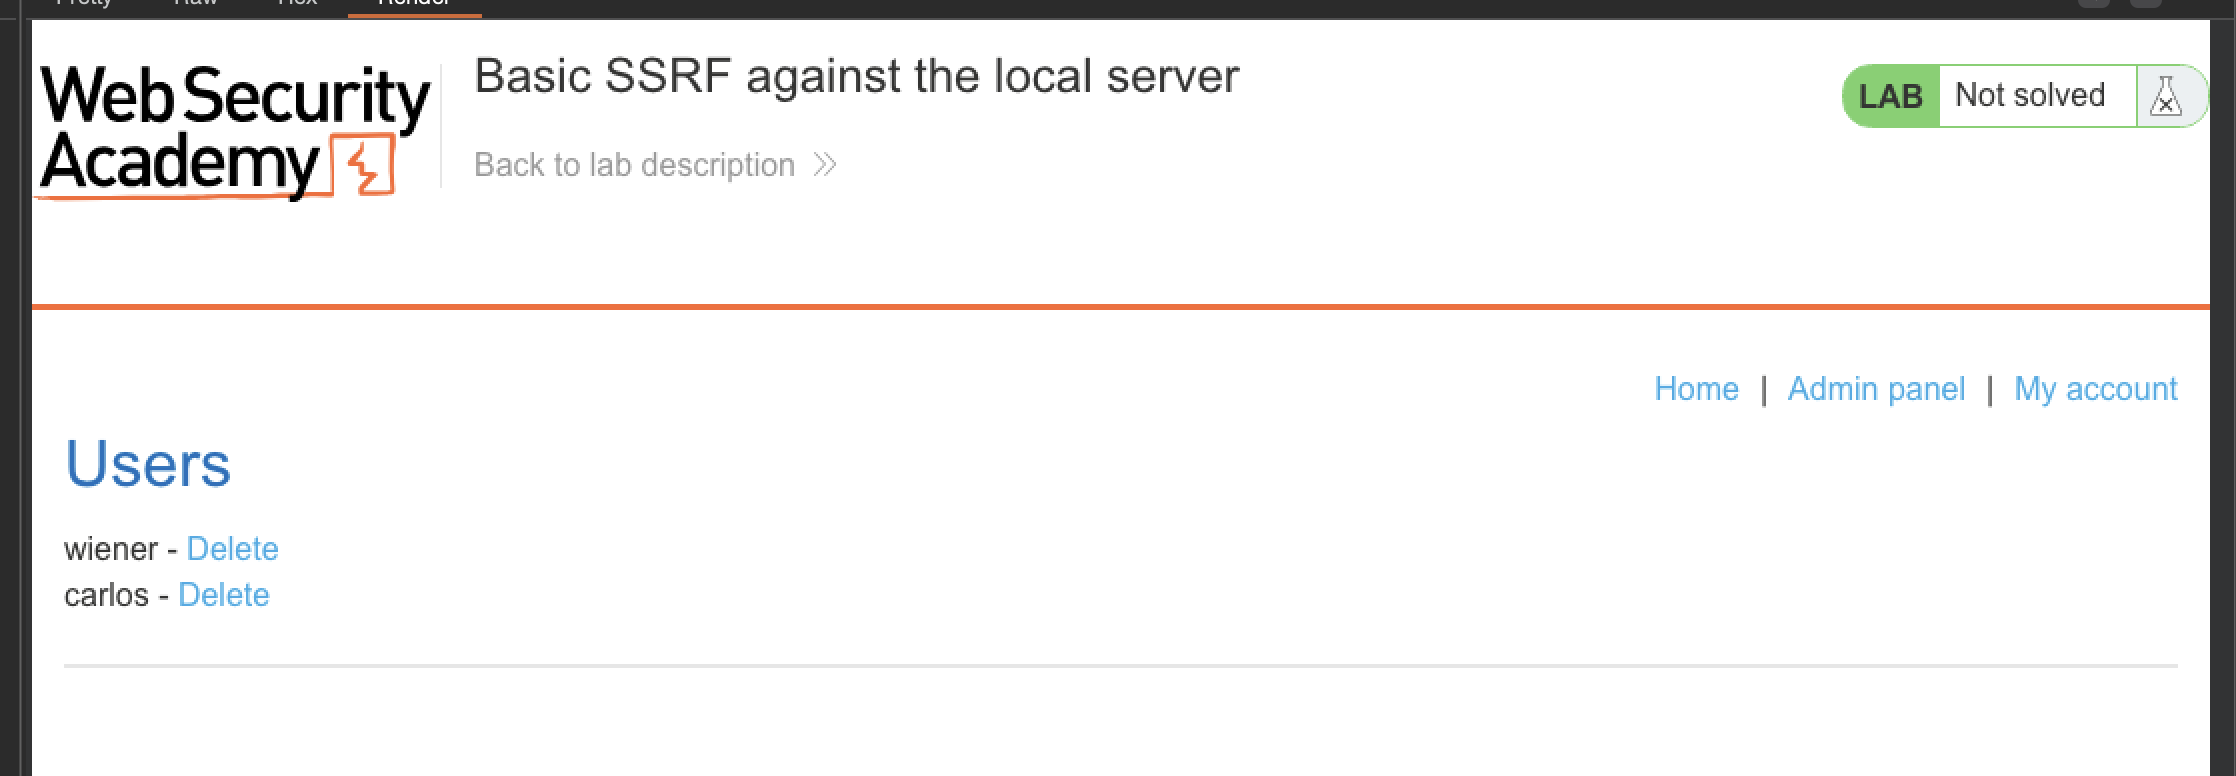 Pretty Raw Hex Render
Web Security
Academy
Basic SSRF against the local server
Back to lab description
LAB Not solved
Home | Admin panel | My account
Users
wiener - Delete
carlos - Delete